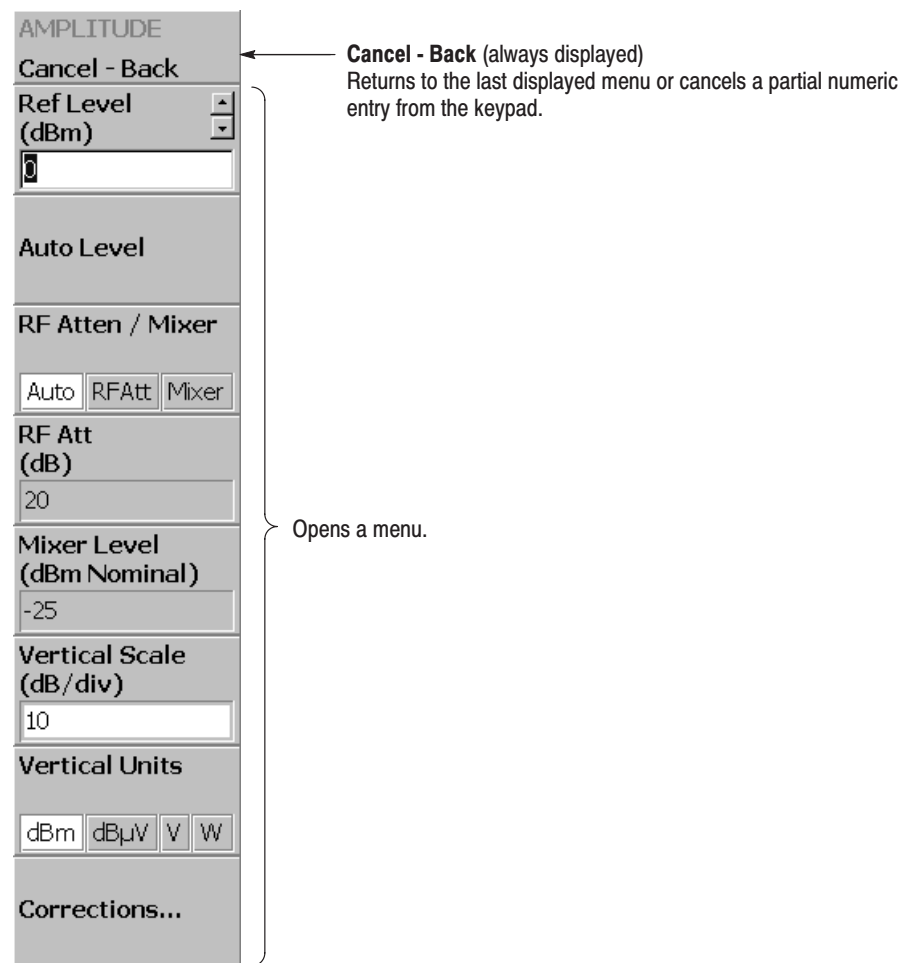 AMPLITUDE
Cancel - Back
Ref Level
(dBm)
0
Auto Level
RF Atten / Mixer
Auto RFAtt Mixer
RF Att
(dB)
20
Mixer Level
(dBm Nominal)
-25
Vertical Scale
(dB/div)
10
Vertical Units
dBm dBµV V W
Corrections...
Cancel - Back (always displayed)
Returns to the last displayed menu or cancels a partial numeric
entry from the keypad.
Opens a menu.